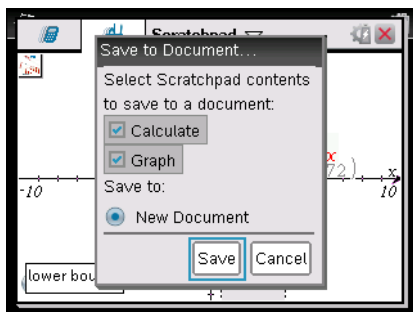 Scratchpad
Save to Document...
Select Scratchpad contents
to save to a document:
Calculate
Graph
x
72)
x
-10
10
Save to:
New Document
Save
Cancel
lower bou